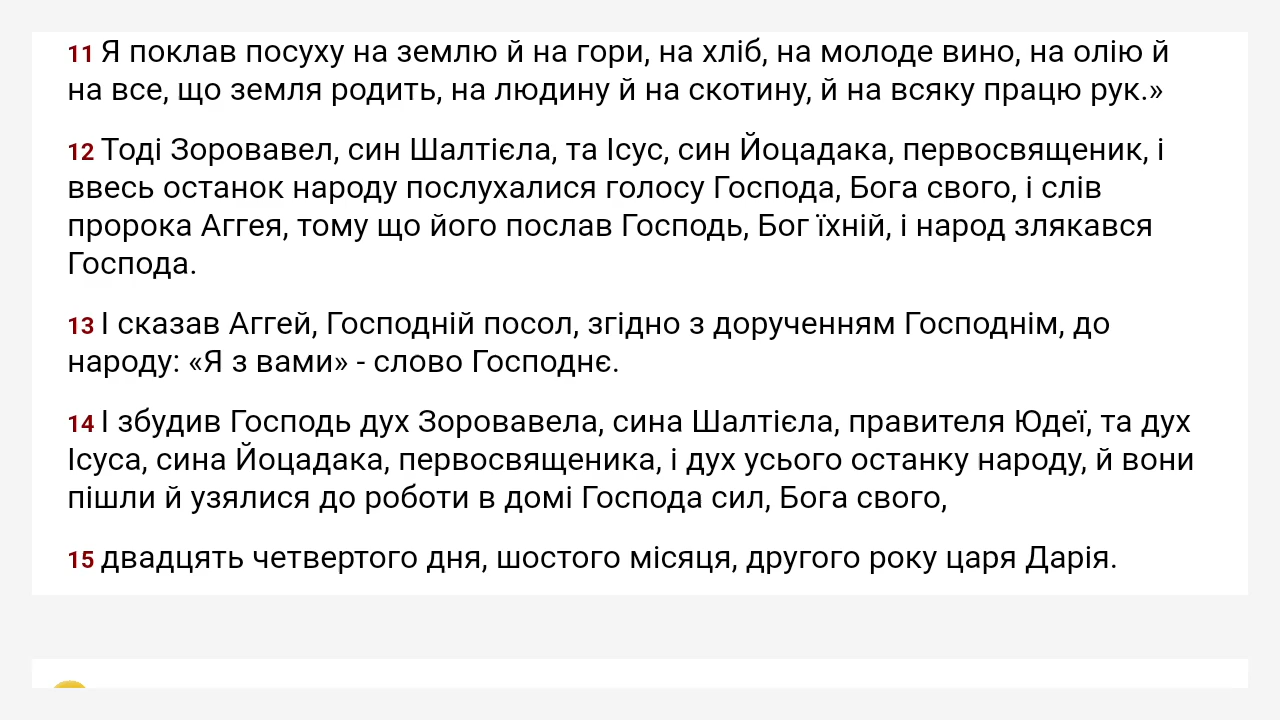 11 Я поклав посуху на землю й на гори, на хліб, на молоде вино, на олію й
на все, що земля родить, на людину й на скотину, й на всяку працю рук.»
12 Тоді Зоровавел, син Шалтієла, та Ісус, син Йоцадака, первосвященик, і
ввесь останок народу послухалися голосу Господа, Бога свого, і слів
пророка Аггея, тому що його послав Господь, Бог їхній, і народ злякався
Господа.
13 І сказав Аггей, Господній посол, згідно з дорученням Господнім, до
народу: «Я з вами» - слово Господнє.
14 І збудив Господь дух Зоровавела, сина Шалтієла, правителя Юдеї, та дух
Ісуса, сина Йоцадака, первосвященика, і дух усього останку народу, й вони
пішли й узялися до роботи в домі Господа сил, Бога свого,
15 двадцять четвертого дня, шостого місяця, другого року царя Дарія.